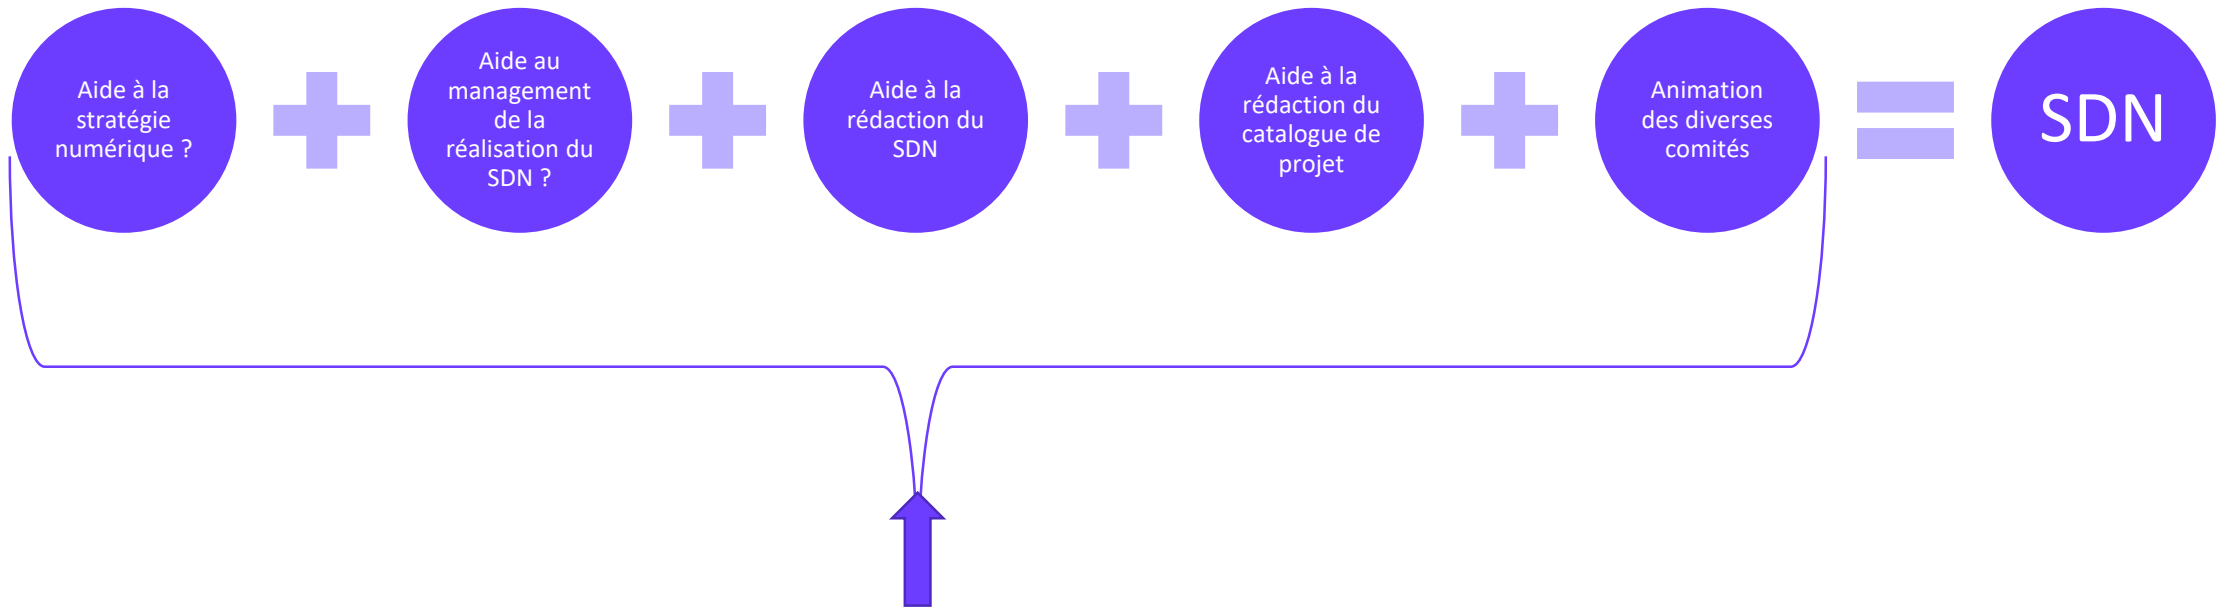 Aide à la
stratégie
numérique ?
Aide au
management
de la
réalisation du
SDN ?
Aide à la
rédaction du
SDN
Aide à la
rédaction du
catalogue de
projet
Animation
des diverses
comités
SDN